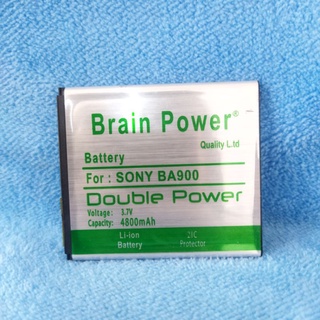 Brain Power®
Quality L.td
Battery
For : SONY BA900
Double Power
Voltage : 3.7V
Capacity: 4800mAh
Li-ion 2IC
Battery Protector